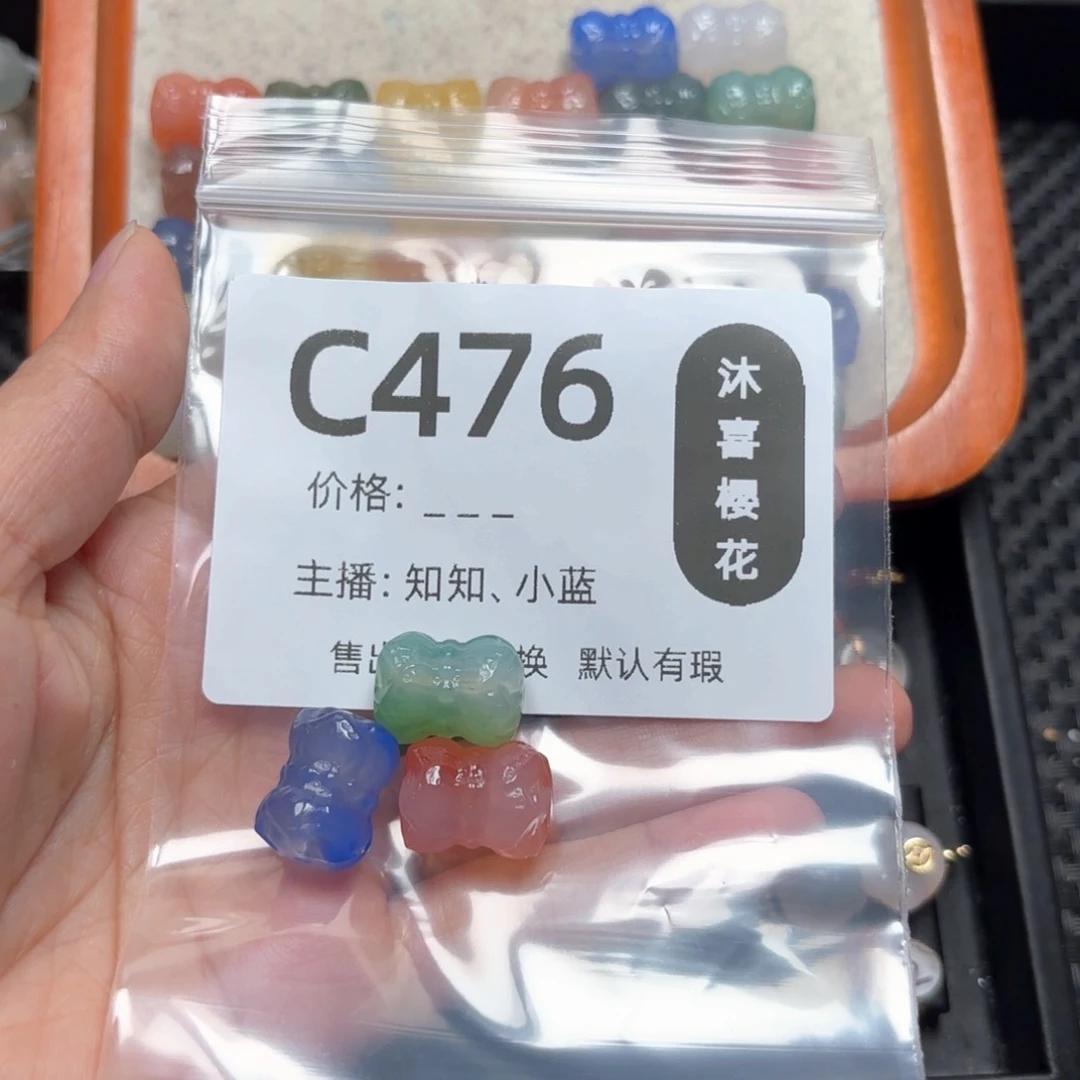 C476
沐喜樱花
价格: _ _ _
主播: 知知、小蓝
售出 换 默认有瑕